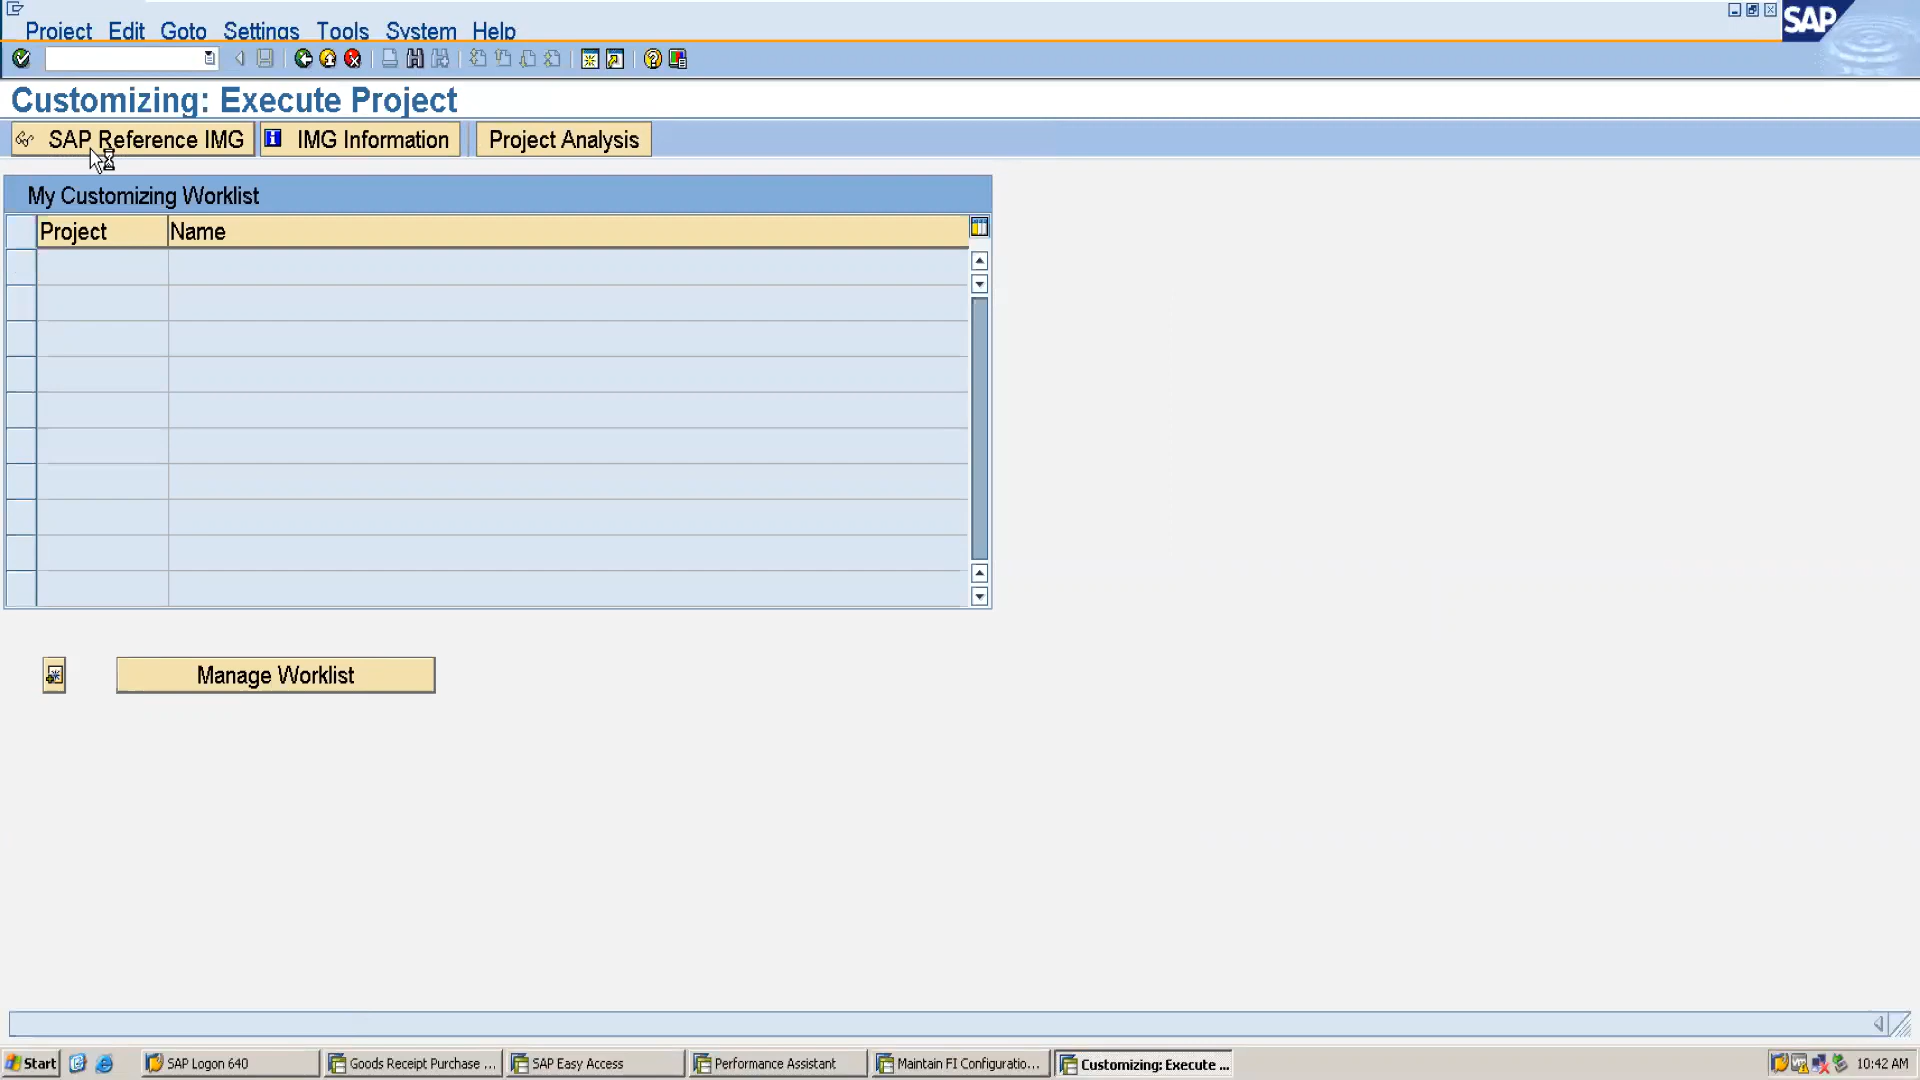 Project Edit Goto Settings Tools System Help
SAP
Customizing: Execute Project
SAP Reference IMG IMG Information Project Analysis
My Customizing Worklist
Project Name
Manage Worklist
Start SAP Logon 640 Goods Receipt Purchase ... SAP Easy Access Performance Assistant Maintain FI Configuratio... Customizing: Execute ... 10:42 AM